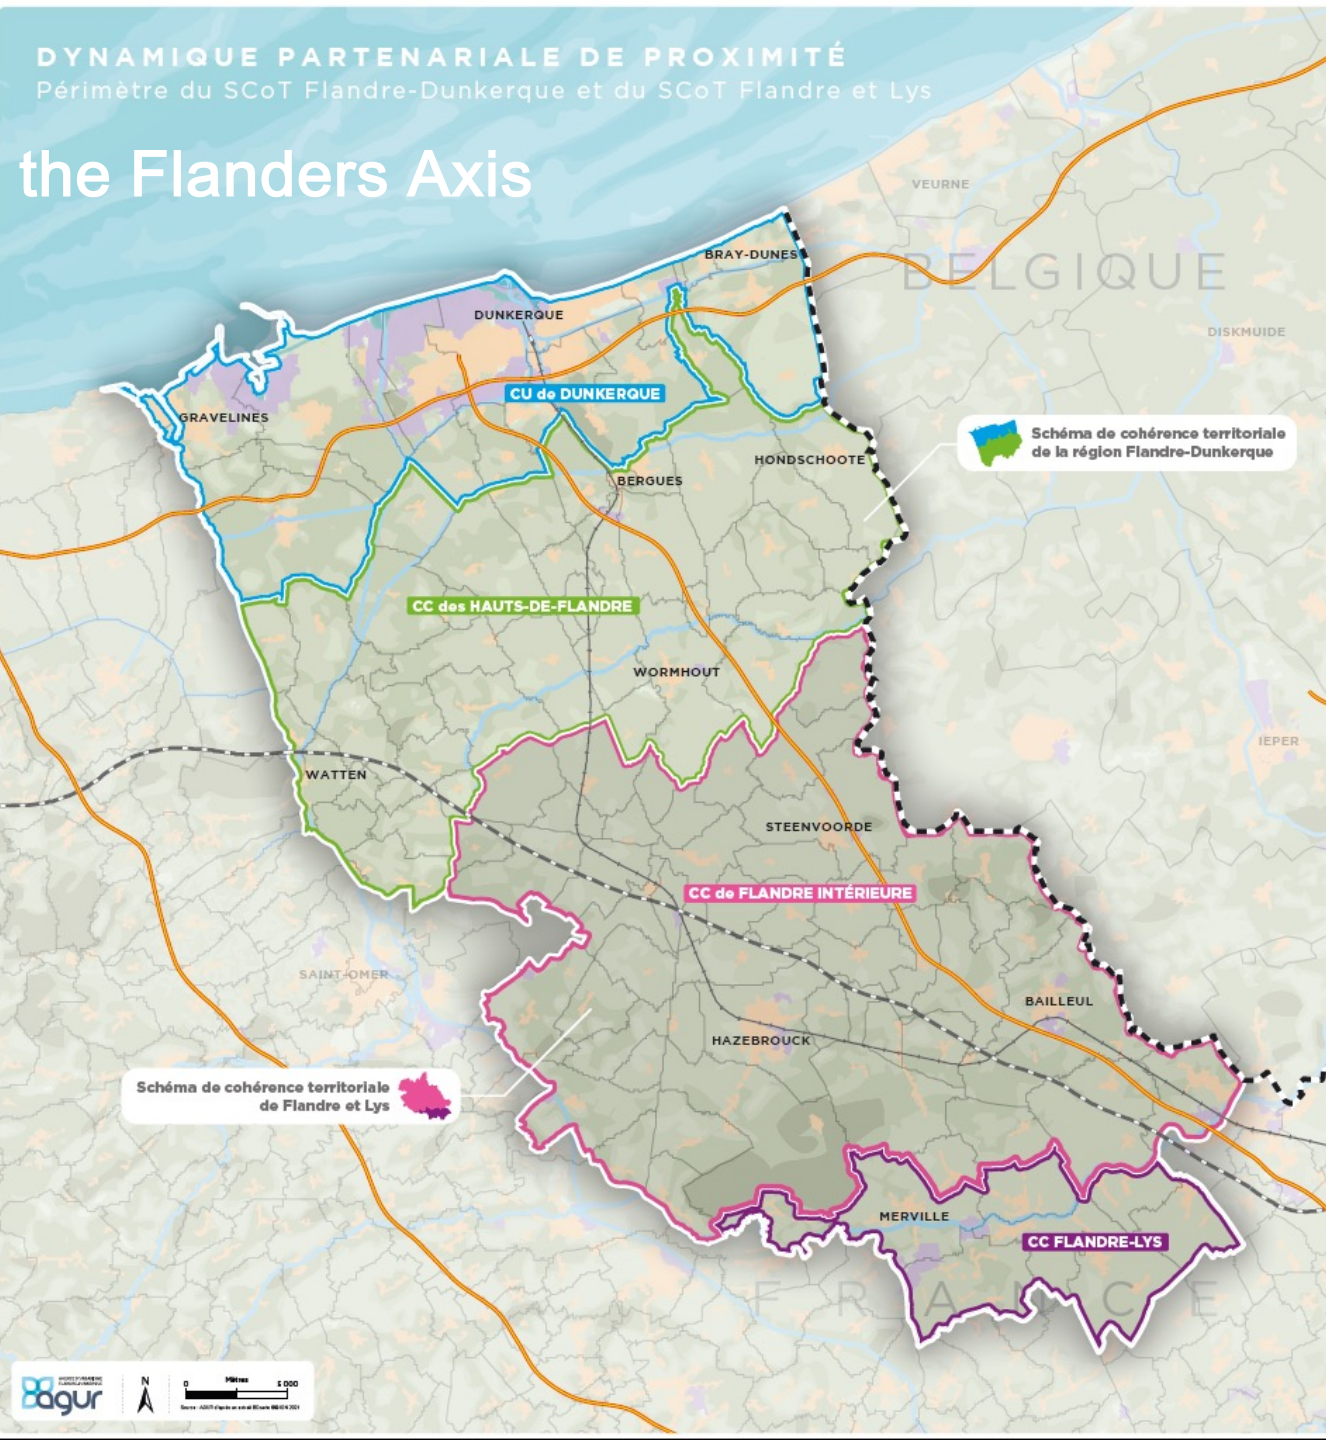 DYNAMIQUE PARTENARIALE DE PROXIMITÉ
Périmètre du SCoT Flandre-Dunkerque et du SCoT Flandre et Lys
the Flanders Axis
VEURNE
BRAY-DUNES
BELGIQUE
DUNKERQUE
DISKMUIDE
CU de DUNKERQUE
GRAVELINES
Schéma de cohérence territoriale
de la région Flandre-Dunkerque
HONDSCHOOTE
BERGUES
CC des HAUTS-DE-FLANDRE
WORMHOUT
IEPER
WATTEN
STEENVOORDE
CC de FLANDRE INTÉRIEURE
SAINT-OMER
BAILLEUL
HAZEBROUCK
Schéma de cohérence territoriale
de Flandre et Lys
MERVILLE
CC FLANDRE-LYS
FRANCE
agur
N
Mètres
0 5 000